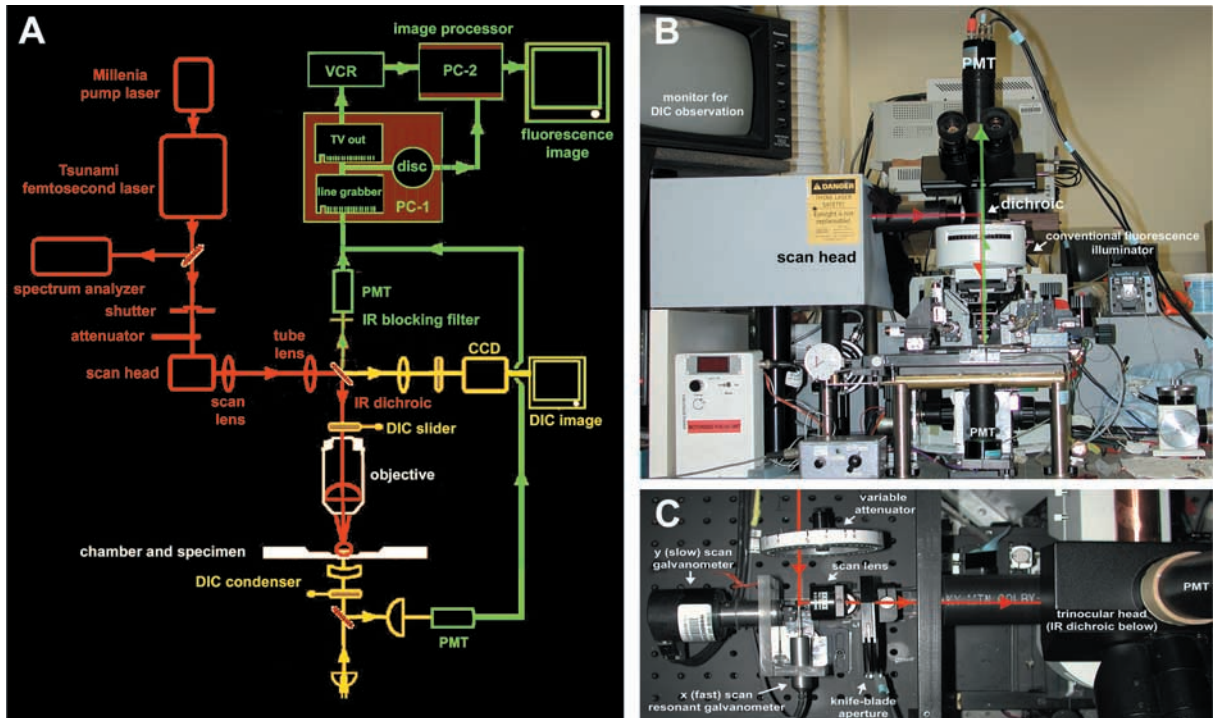 A
Millenia
pump laser
Tsunami
femtosecond laser
spectrum analyzer
shutter
attenuator
scan head
scan
lens
tube
lens
IR dichroic
VCR
image processor
PC-2
fluorescence
image
TV out
disc
line grabber
PC-1
PMT
IR blocking filter
CCD
DIC image
DIC slider
objective
chamber and specimen
DIC condenser
PMT
B
PMT
monitor for
DIC observation
DANGER
dichroic
scan head
conventional fluorescence
illuminator
PMT
C
variable
attenuator
y (slow) scan
galvanometer
scan lens
PMT
trinocular head
(IR dichroic below)
x (fast) scan
resonant galvanometer
knife-blade
aperture